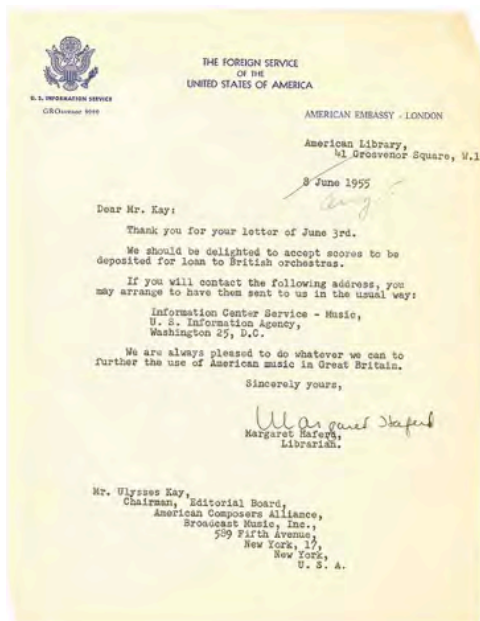 THE FOREIGN SERVICE
OF THE
UNITED STATES OF AMERICA
U. S. INFORMATION SERVICE
GROsvenor 9000
AMERICAN EMBASSY - LONDON
American Library,
41 Grosvenor Square, W.1
8 June 1955
Dear Mr. Kay:
Thank you for your letter of June 3rd.
We should be delighted to accept scores to be
deposited for loan to British orchestras.
If you will contact the following address, you
may arrange to have them sent to us in the usual way:
Information Center Service - Music,
U. S. Information Agency,
Washington 25, D.C.
We are always pleased to do whatever we can to
further the use of American music in Great Britain.
Sincerely yours,
Margaret Haferd
Margaret Haferd,
Librarian.
Mr. Ulysses Kay,
Chairman, Editorial Board,
American Composers Alliance,
Broadcast Music, Inc.,
589 Fifth Avenue,
New York, 17,
New York,
U. S. A.